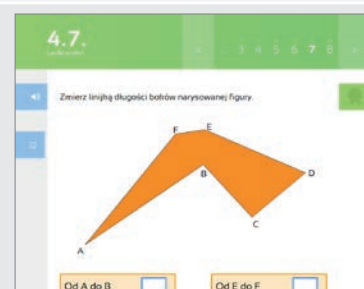 4.7.
3 4 5 6 7 8
Zmierz linijką długości boków narysowanej figury.
F E
B D
C
A
Od A do B
Od E do F